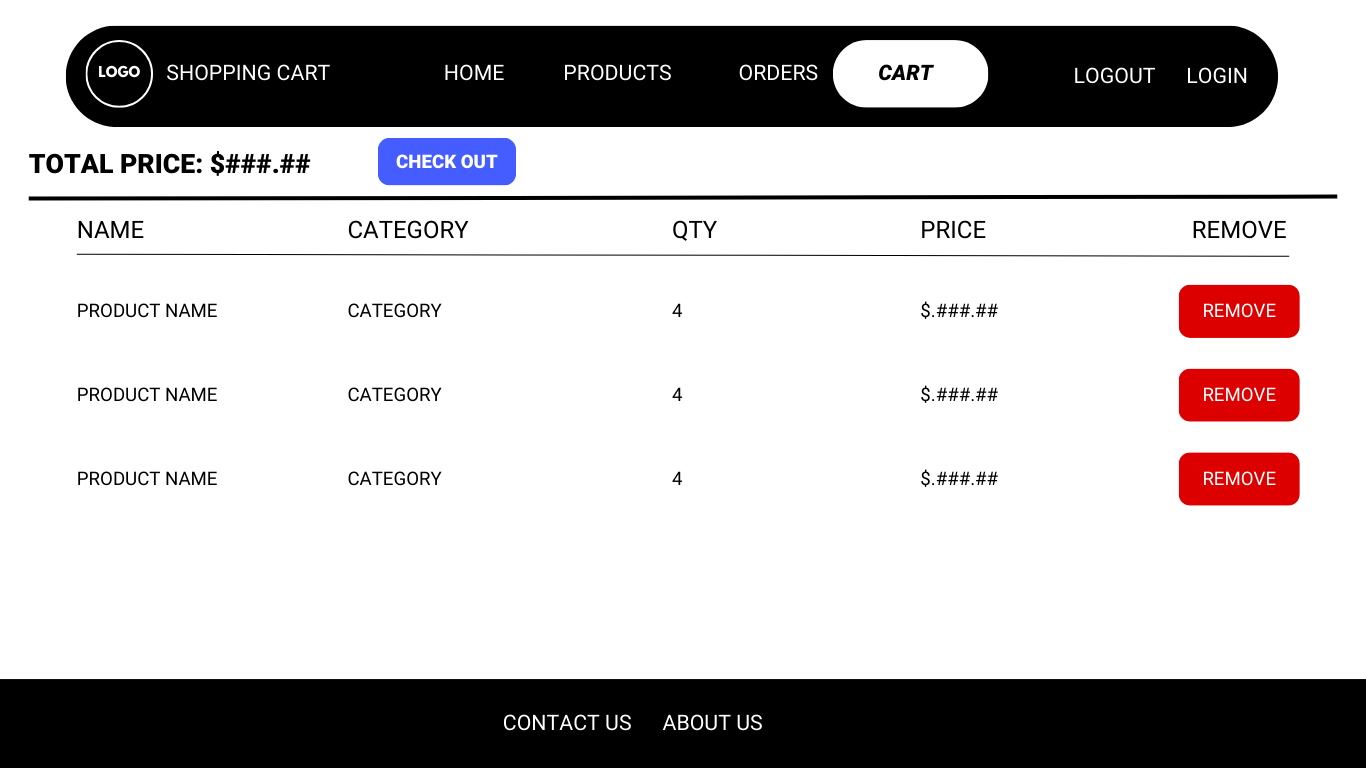 LOGO SHOPPING CART HOME PRODUCTS ORDERS CART LOGOUT LOGIN
TOTAL PRICE: $###.## CHECK OUT
NAME CATEGORY QTY PRICE REMOVE
PRODUCT NAME CATEGORY 4 $.###.## REMOVE
PRODUCT NAME CATEGORY 4 $.###.## REMOVE
PRODUCT NAME CATEGORY 4 $.###.## REMOVE
CONTACT US ABOUT US